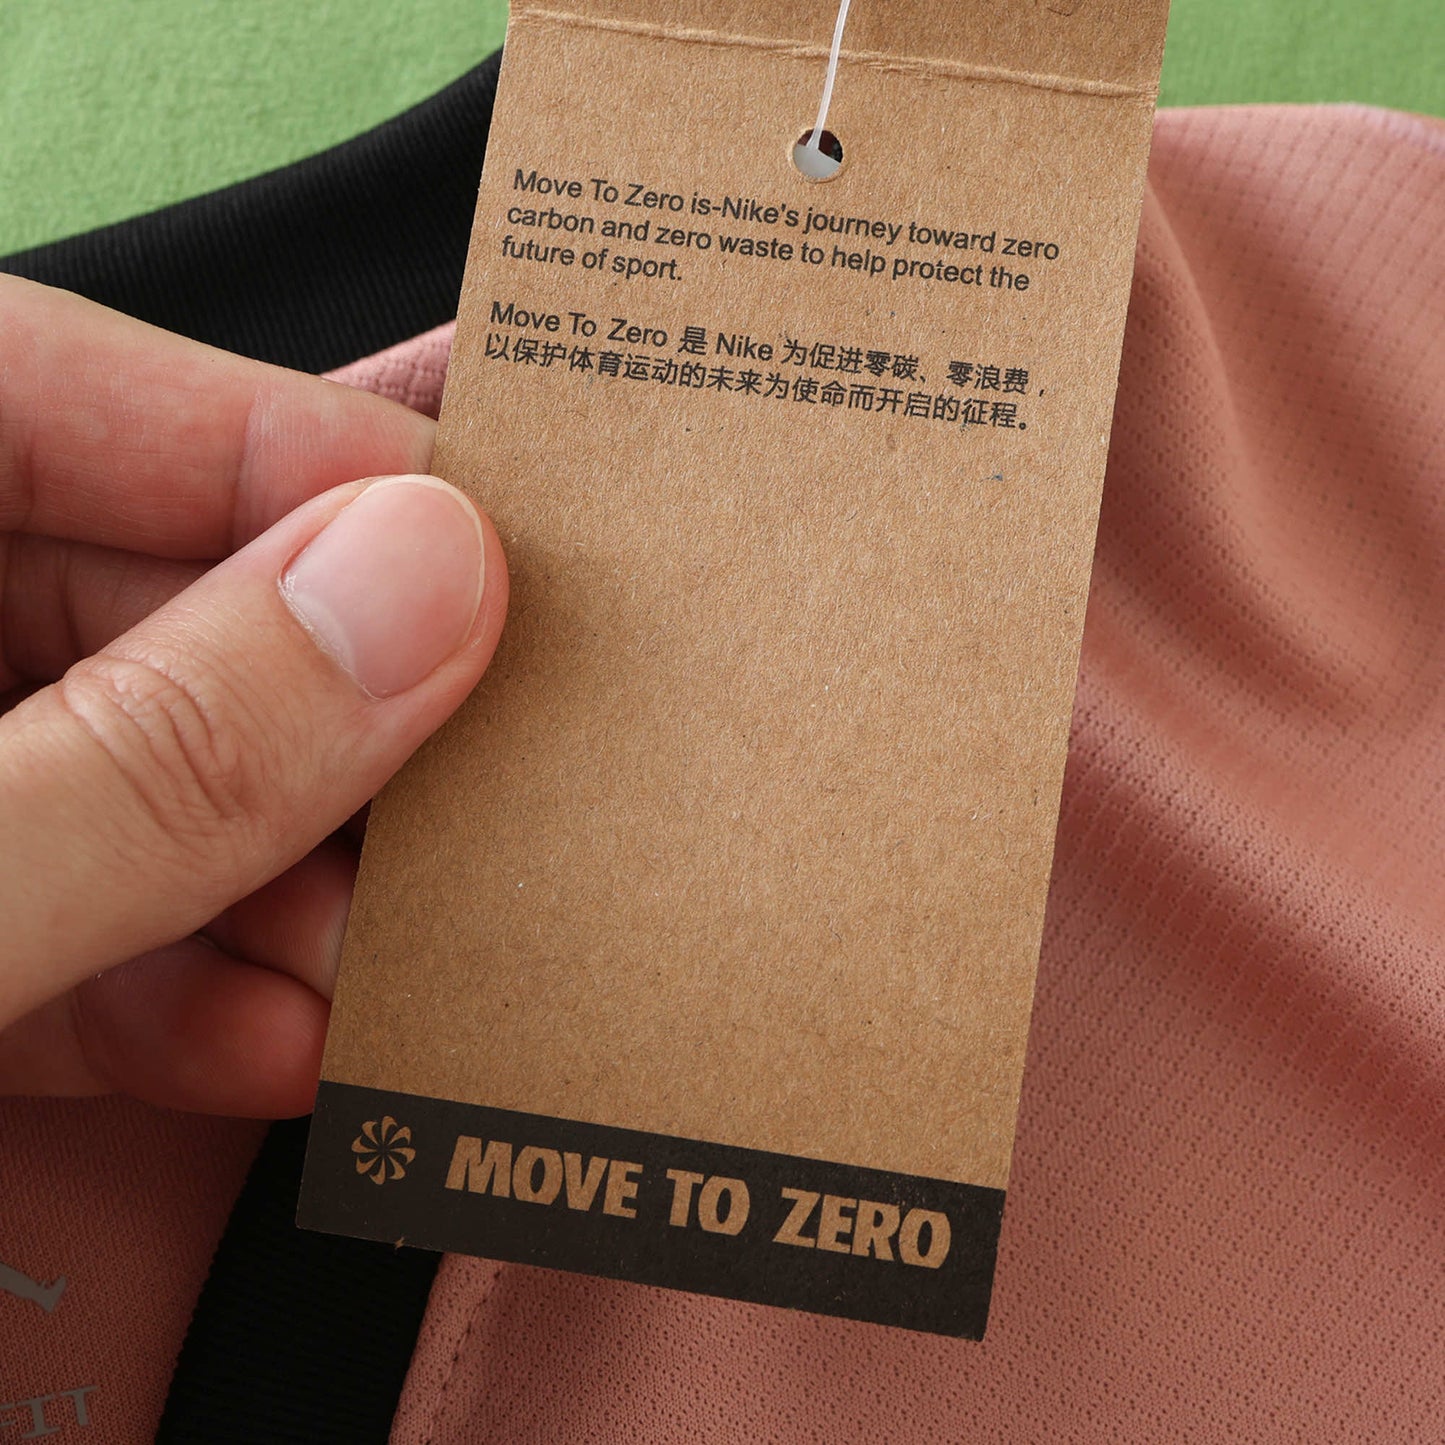 Move To Zero is-Nike's journey toward zero
carbon and zero waste to help protect the
future of sport.
Move To Zero 是 Nike 为促进零碳、零浪费，
以保护体育运动的未来为使命而开启的征程。
MOVE TO ZERO
FIT